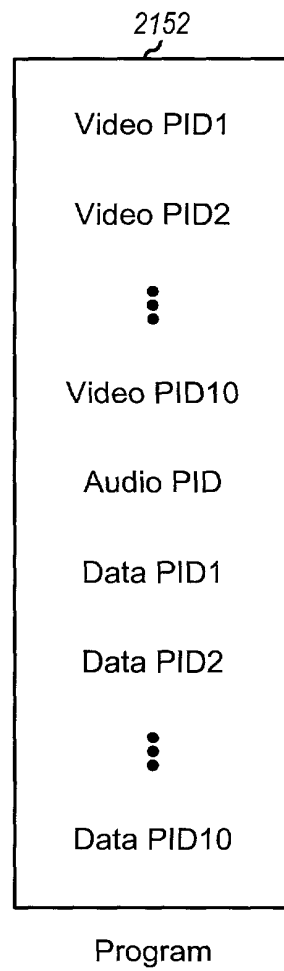 2152
Video PID1
Video PID2
Video PID10
Audio PID
Data PID1
Data PID2
Data PID10
Program